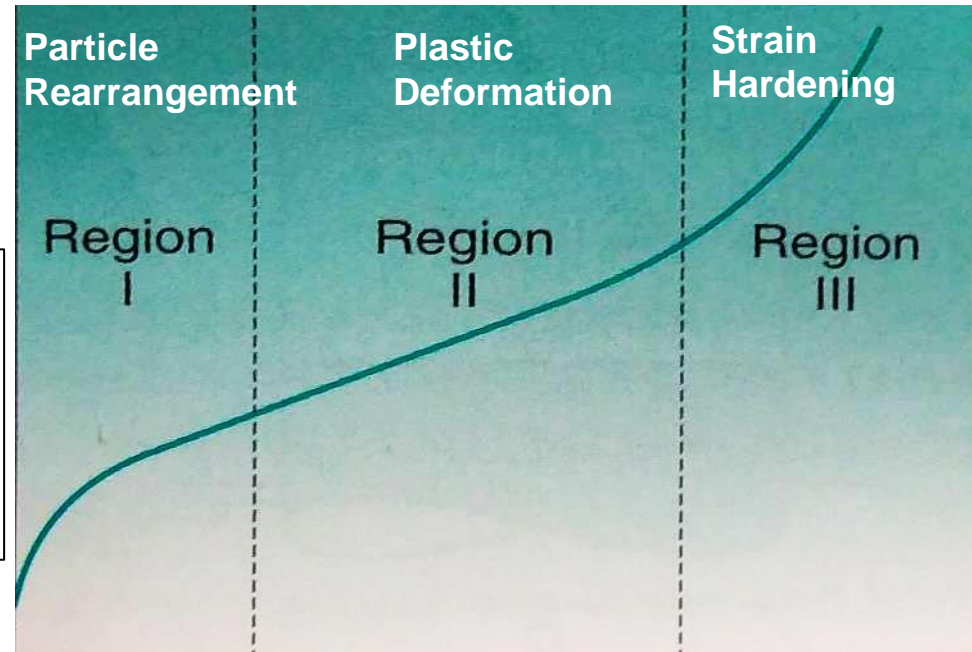 Particle
Rearrangement
Plastic
Deformation
Strain
Hardening
Region
I
Region
II
Region
III